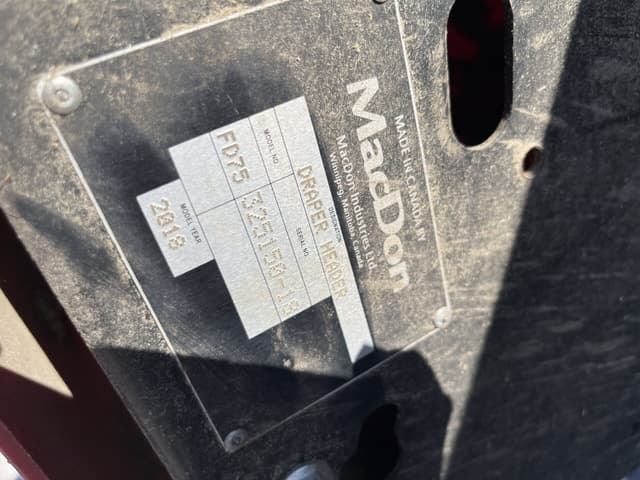 MADE IN CANADA BY
MacDon
MacDon Industries Ltd.
Winnipeg, Manitoba Canada
DESIGNATION
DRAPER HEADER
MODEL NO
SERIAL NO.
FD75
325150-18
MODEL YEAR
2018